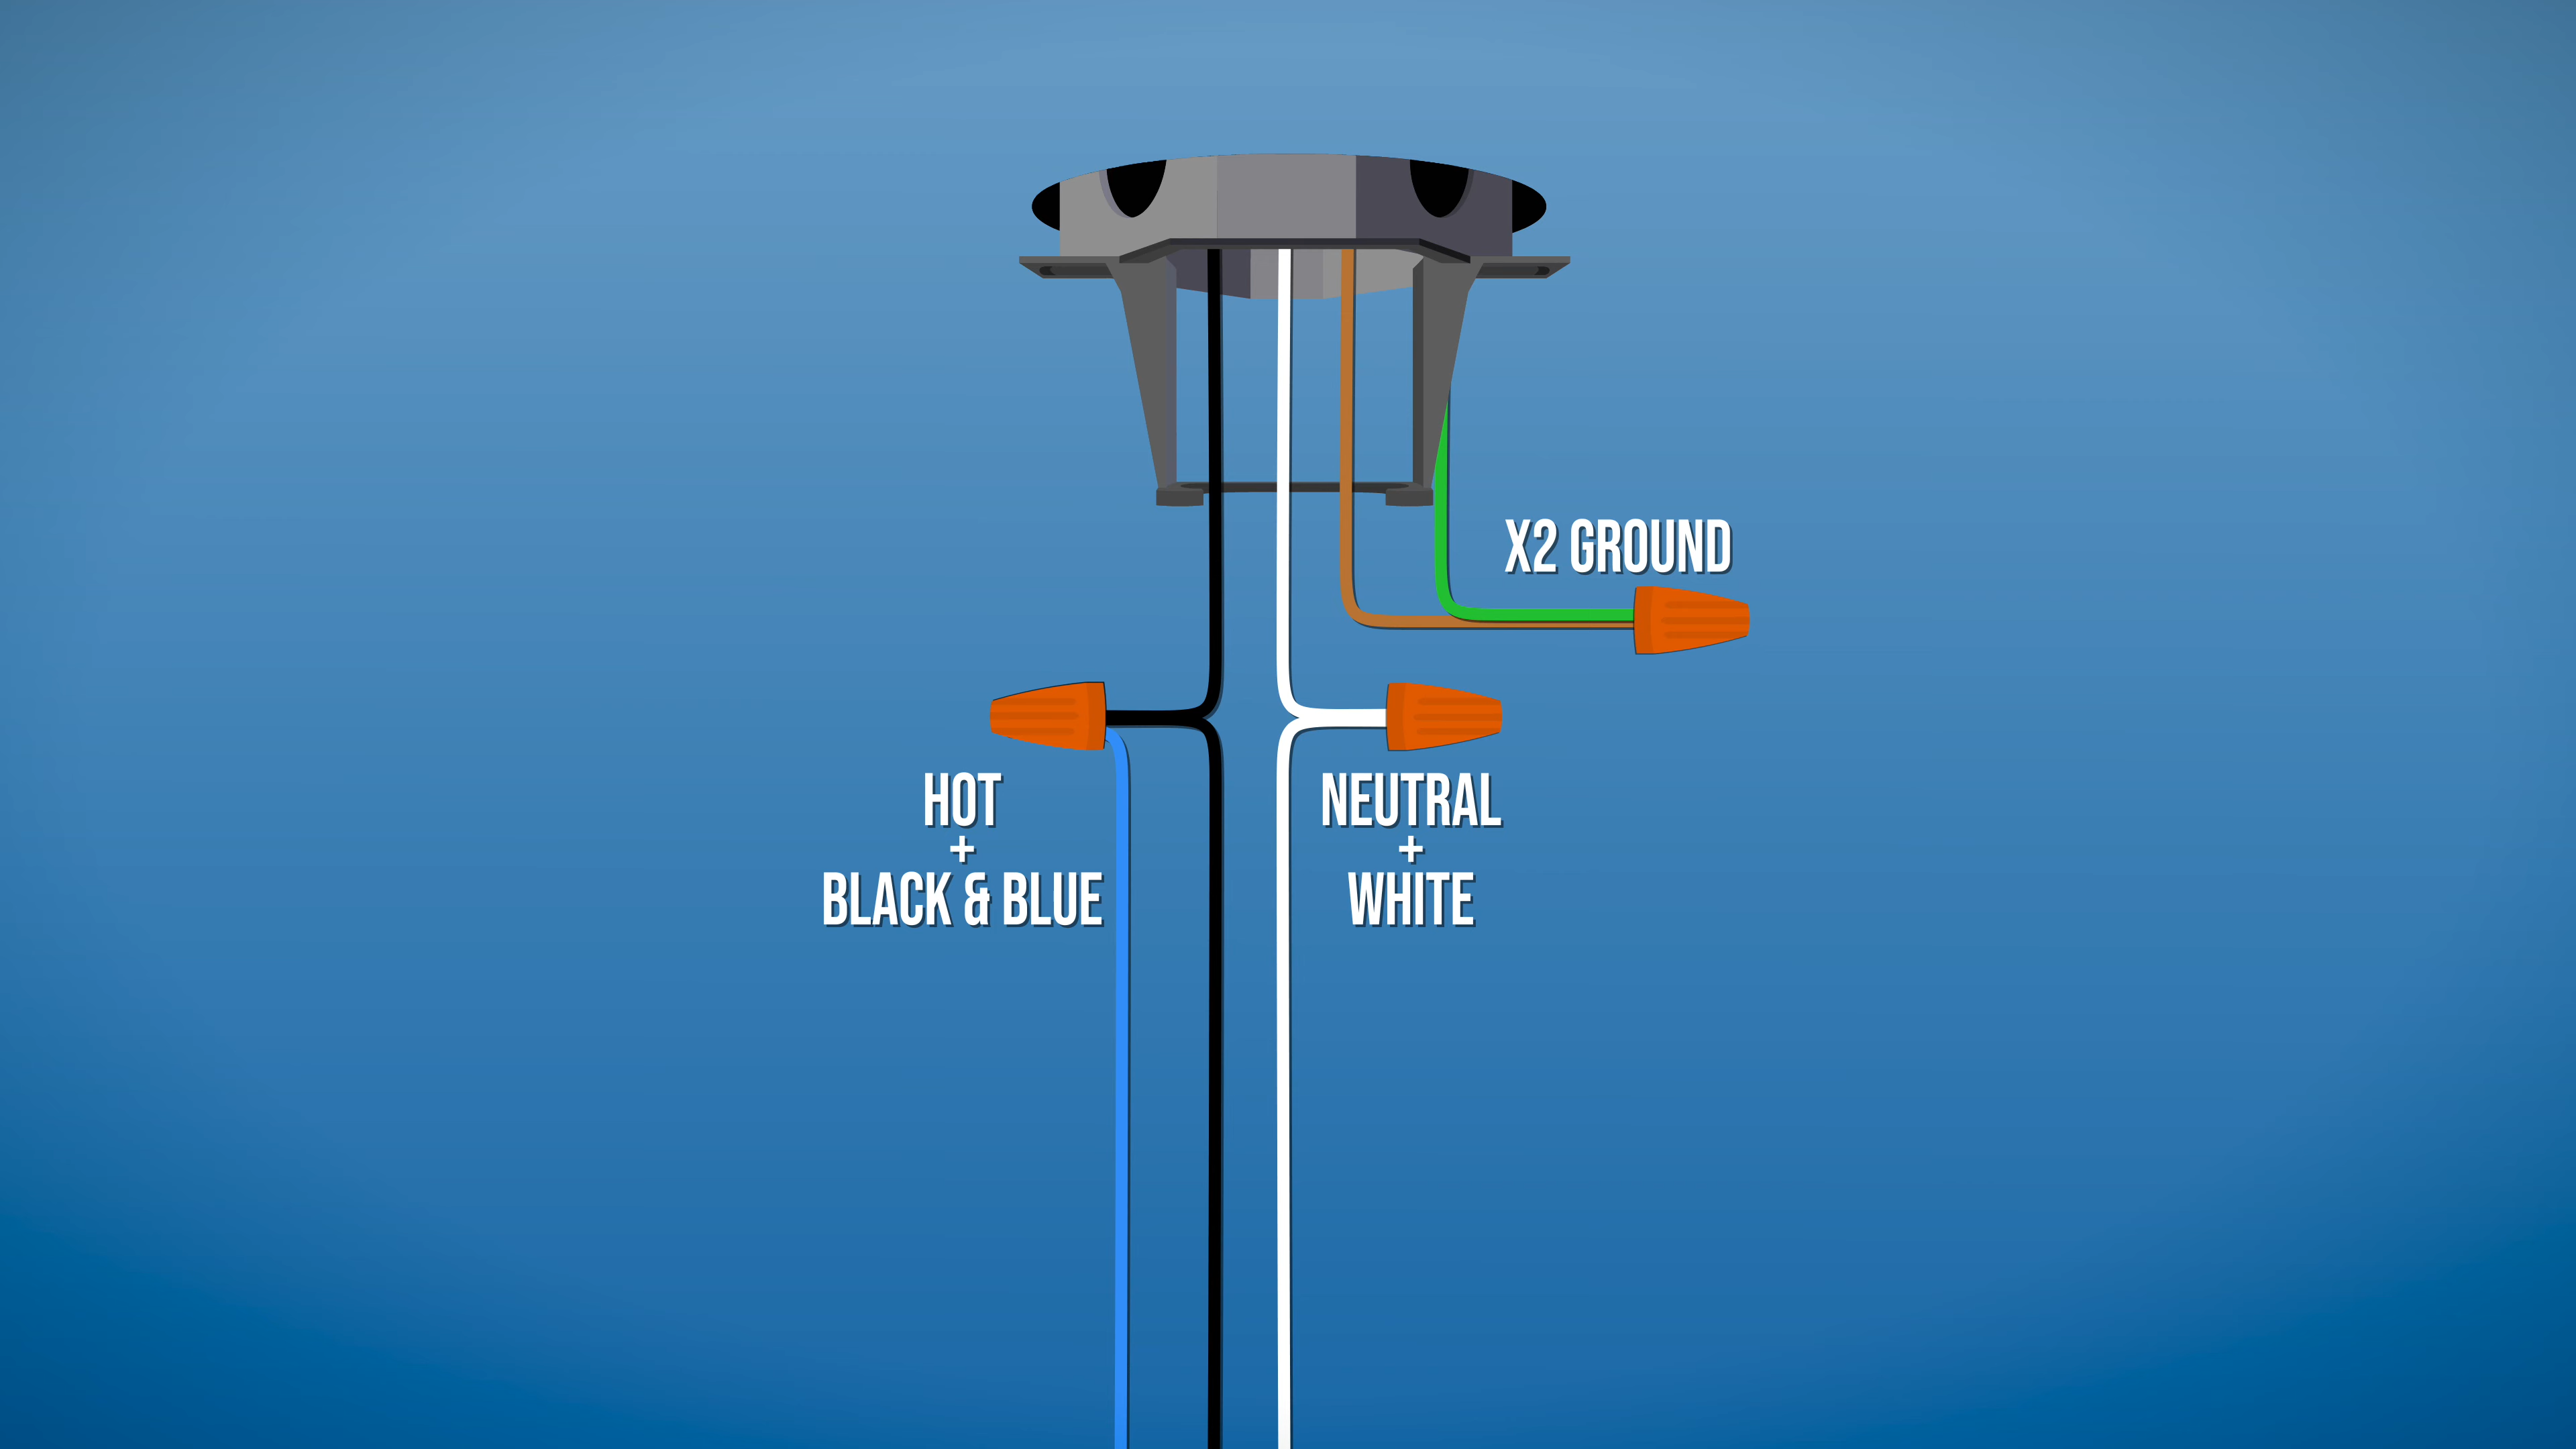 X2 GROUND
HOT
+
BLACK & BLUE
NEUTRAL
+
WHITE